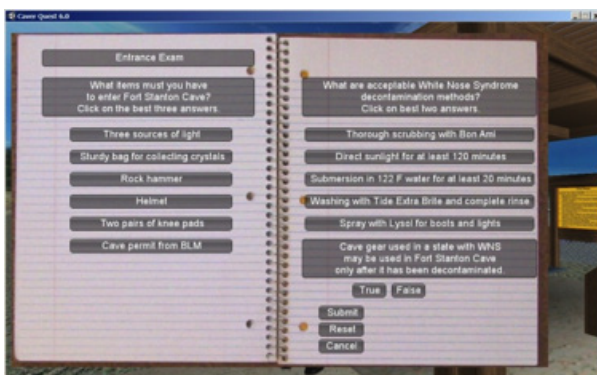 Caver Quest 6.0
Entrance Exam
What items must you have
to enter Fort Stanton Cave?
Click on the best three answers.
Three sources of light
Sturdy bag for collecting crystals
Rock hammer
Helmet
Two pairs of knee pads
Cave permit from BLM
What are acceptable White Nose Syndrome
decontamination methods?
Click on best two answers.
Thorough scrubbing with Bon Ami
Direct sunlight for at least 120 minutes
Submersion in 122 F water for at least 20 minutes
Washing with Tide Extra Brite and complete rinse
Spray with Lysol for boots and lights
Cave gear used in a state with WNS
may be used in Fort Stanton Cave
only after it has been decontaminated.
True False
Submit
Reset
Cancel